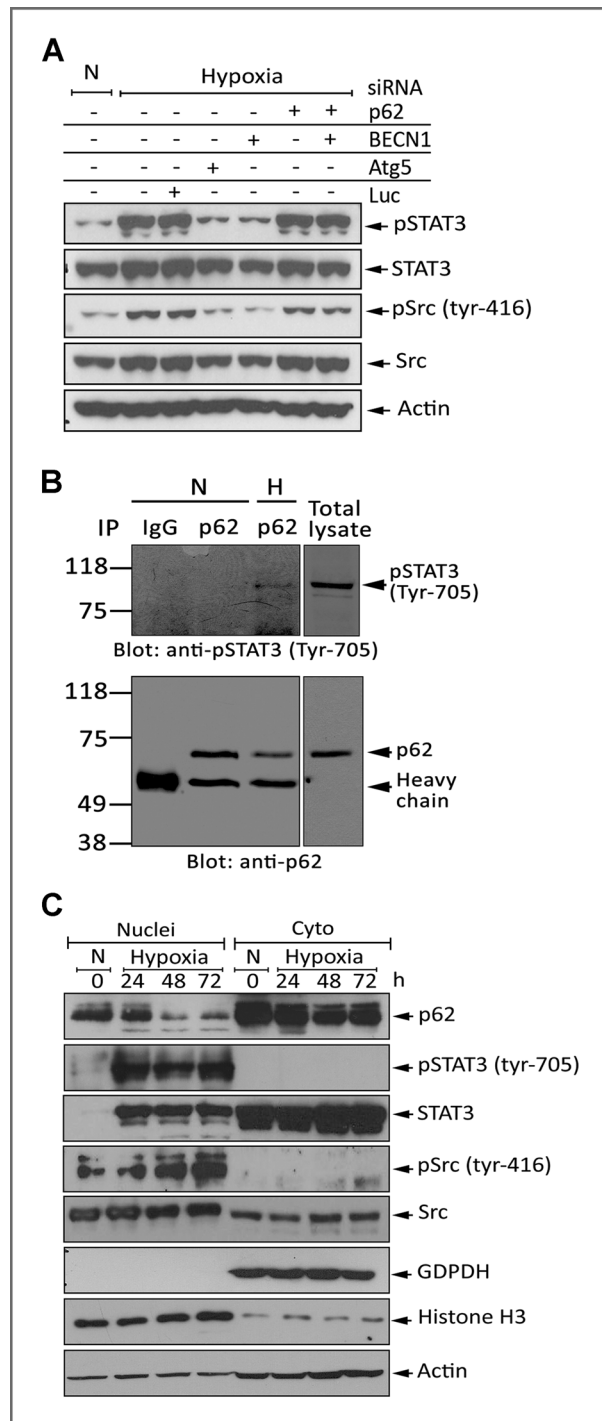 A
N Hypoxia siRNA
- - - - - + + p62
- - - - + - + BECN1
- - - + - - - Atg5
- - + - - - - Luc
pSTAT3
STAT3
pSrc (tyr-416)
Src
Actin
B
N H
IP IgG p62 p62 Total lysate
118
75
pSTAT3
(Tyr-705)
Blot: anti-pSTAT3 (Tyr-705)
118
75
49
38
p62
Heavy
chain
Blot: anti-p62
C
Nuclei Cyto
N Hypoxia N Hypoxia
0 24 48 72 0 24 48 72 h
p62
pSTAT3 (tyr-705)
STAT3
pSrc (tyr-416)
Src
GDPDH
Histone H3
Actin